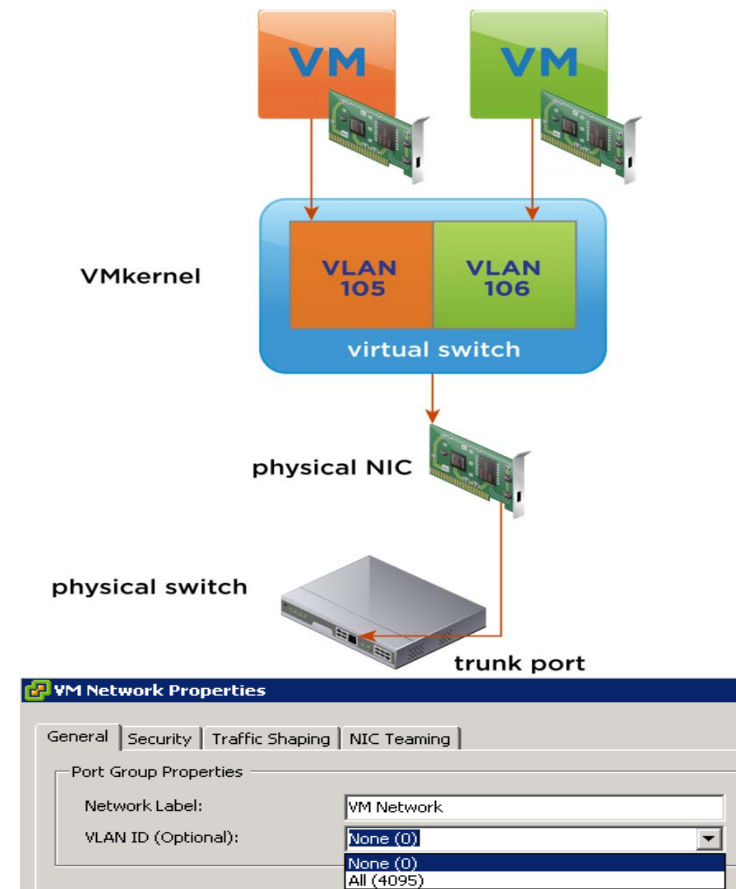 VM VM
VMkernel
VLAN 105
VLAN 106
virtual switch
physical NIC
physical switch
trunk port
VM Network Properties
General Security Traffic Shaping NIC Teaming
Port Group Properties
Network Label: VM Network
VLAN ID (Optional): None (0)
None (0)
All (4095)